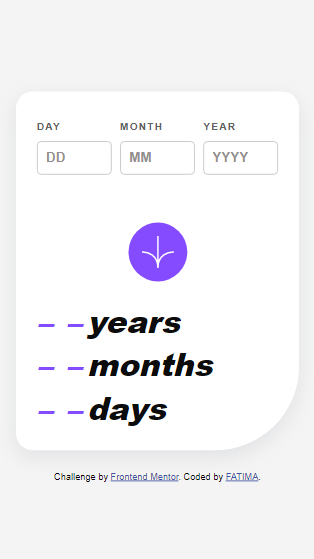 DAY MONTH YEAR
DD MM YYYY
– – years
– – months
– – days
Challenge by Frontend Mentor. Coded by FATIMA.